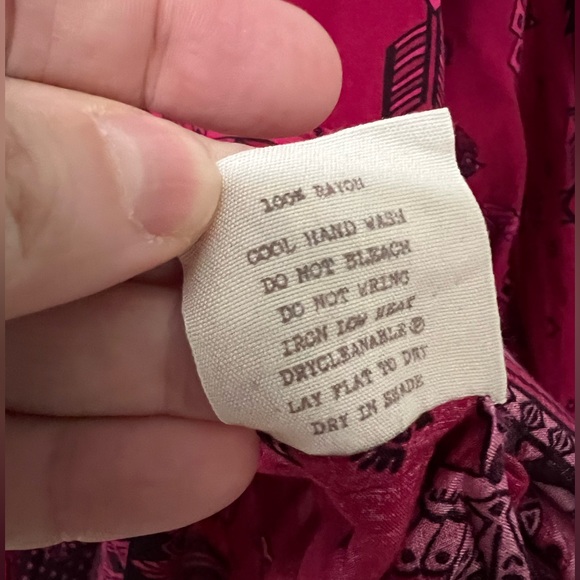 100% RAYON
COOL HAND WASH
DO NOT BLEACH
DO NOT WRING
IRON LOW HEAT
DRYCLEANABLE Ⓟ
LAY FLAT TO DRY
DRY IN SHADE